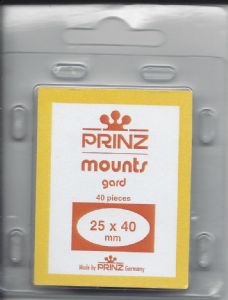 PRINZ
mounts
gard
40 pieces
25 x 40
mm
Made by PRINZ Germany